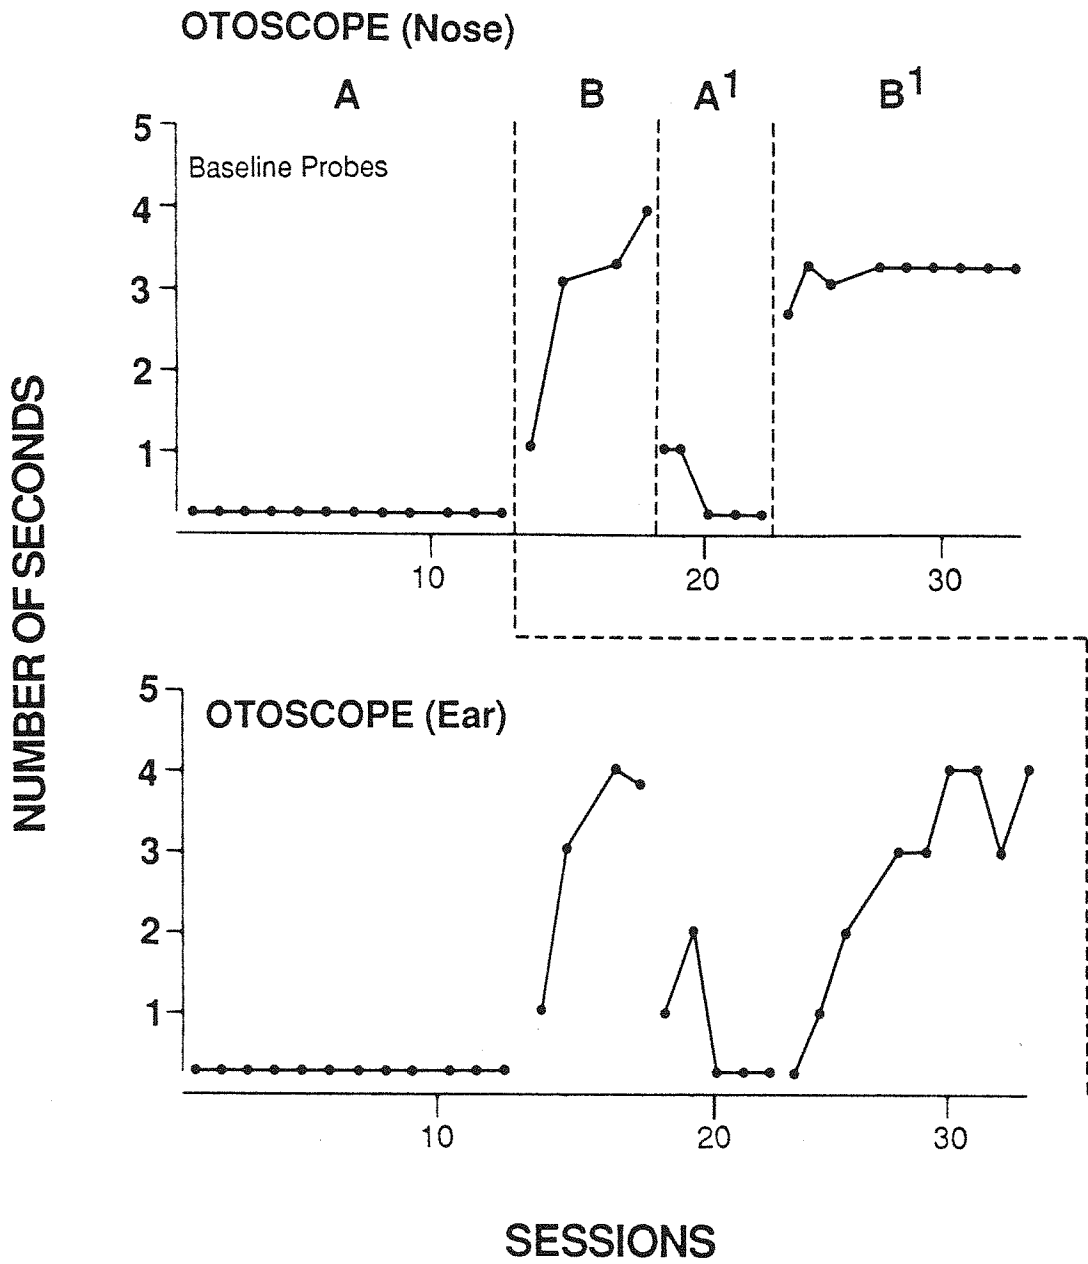 OTOSCOPE (Nose)
A B A1 B1
5
Baseline Probes
4
3
2
1
10 20 30
NUMBER OF SECONDS
5
OTOSCOPE (Ear)
4
3
2
1
10 20 30
SESSIONS